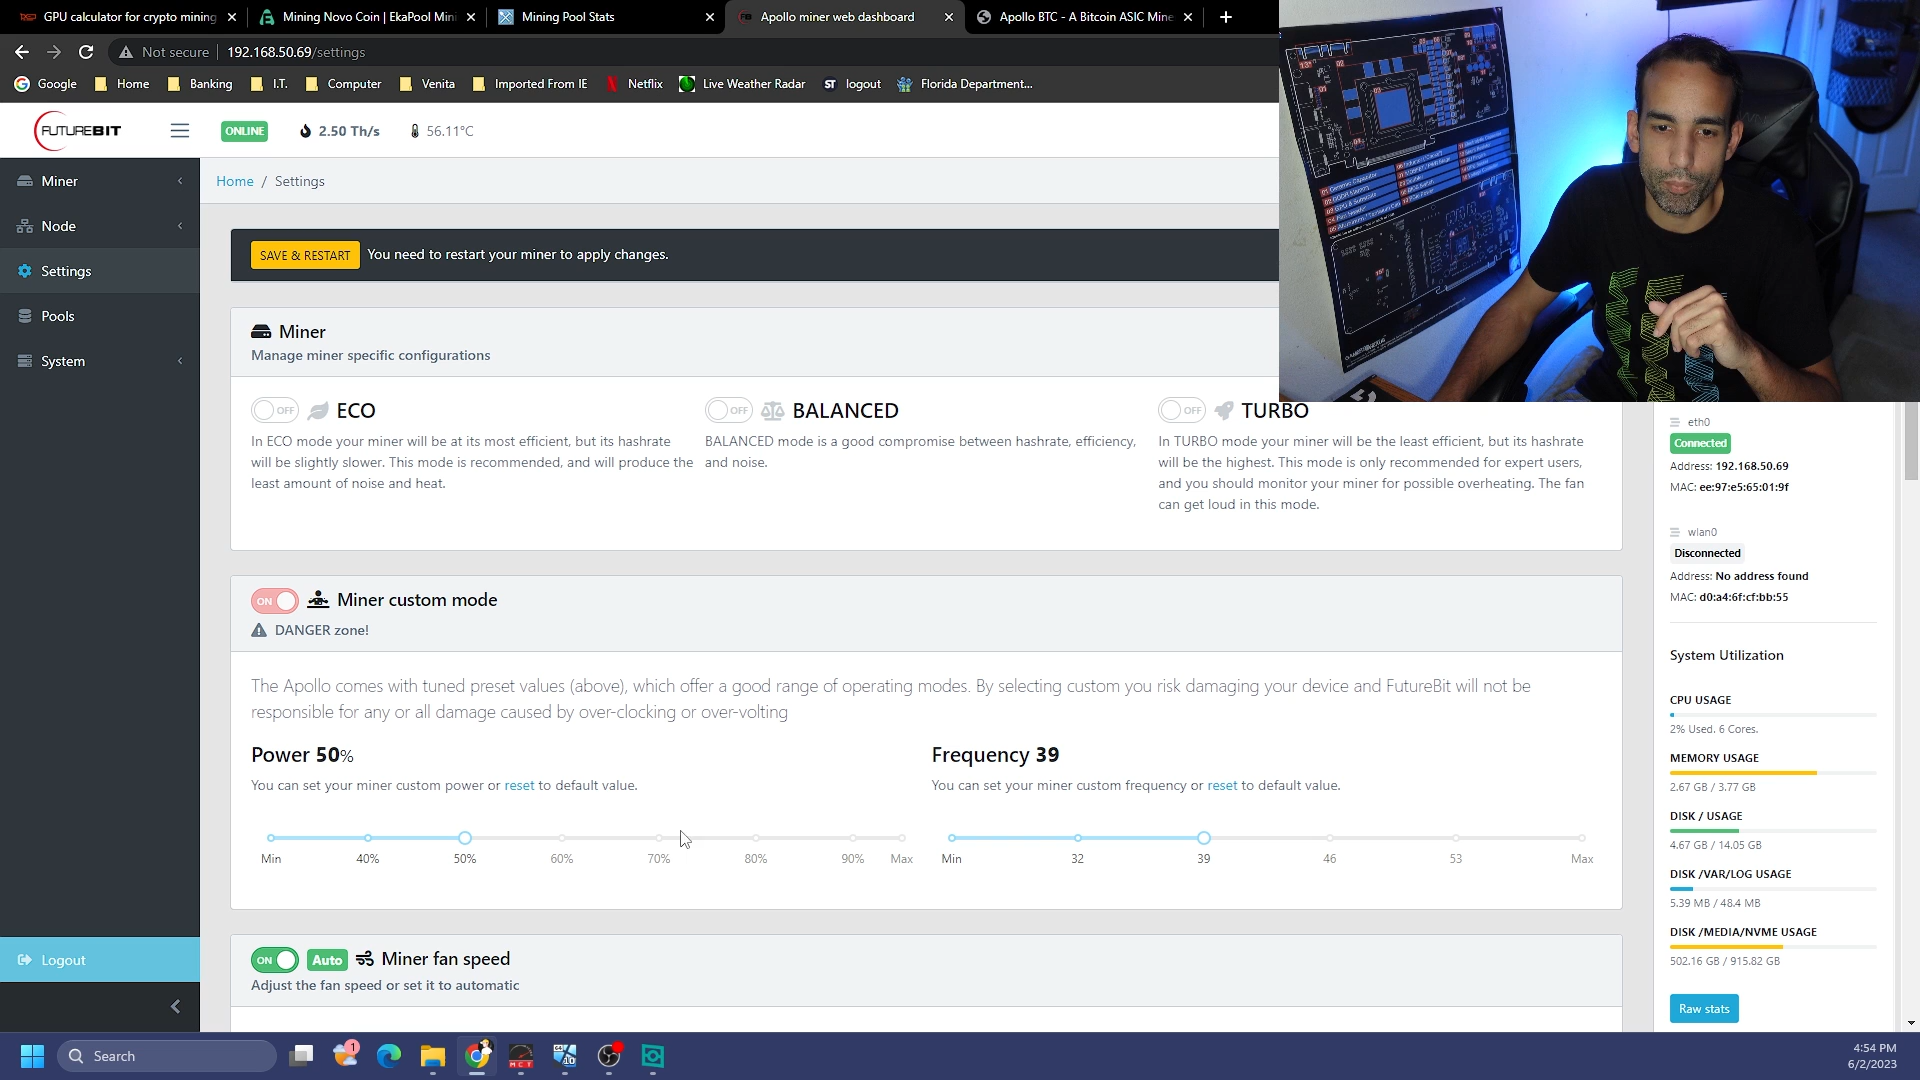 GPU calculator for crypto mining
Mining Novo Coin | EkaPool Mini
Mining Pool Stats
Apollo miner web dashboard
Apollo BTC - A Bitcoin ASIC Mine
Not secure
192.168.50.69/settings
Google
Home
Banking
I.T.
Computer
Venita
Imported From IE
Netflix
Live Weather Radar
ST logout
Florida Department...
FUTUREBIT
ONLINE
2.50 Th/s
56.11°C
Miner
Node
Settings
Pools
System
Logout
Home / Settings
SAVE & RESTART You need to restart your miner to apply changes.
Miner
Manage miner specific configurations
OFF ECO
In ECO mode your miner will be at its most efficient, but its hashrate
will be slightly slower. This mode is recommended, and will produce the
least amount of noise and heat.
OFF BALANCED
BALANCED mode is a good compromise between hashrate, efficiency,
and noise.
OFF TURBO
In TURBO mode your miner will be the least efficient, but its hashrate
will be the highest. This mode is only recommended for expert users,
and you should monitor your miner for possible overheating. The fan
can get loud in this mode.
ON Miner custom mode
DANGER zone!
The Apollo comes with tuned preset values (above), which offer a good range of operating modes. By selecting custom you risk damaging your device and FutureBit will not be
responsible for any or all damage caused by over-clocking or over-volting
Power 50%
You can set your miner custom power or reset to default value.
Min 40% 50% 60% 70% 80% 90% Max
Frequency 39
You can set your miner custom frequency or reset to default value.
Min 32 39 46 53 Max
ON Auto Miner fan speed
Adjust the fan speed or set it to automatic
eth0
Connected
Address: 192.168.50.69
MAC: ee:97:e5:65:01:9f
wlan0
Disconnected
Address: No address found
MAC: d0:a4:6f:cf:bb:55
System Utilization
CPU USAGE
2% Used. 6 Cores.
MEMORY USAGE
2.67 GB / 3.77 GB
DISK / USAGE
4.67 GB / 14.05 GB
DISK /VAR/LOG USAGE
5.39 MB / 48.4 MB
DISK /MEDIA/NVME USAGE
502.16 GB / 915.82 GB
Raw stats
Search
1
MCT
10
4:54 PM
6/2/2023